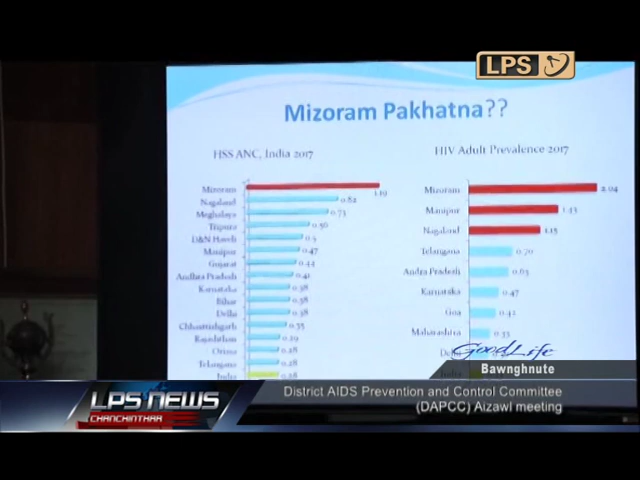 LPS
Mizoram Pakhatna??
HSS ANC, India 2017
Mizoram 1.19
Nagaland 0.82
Meghalaya 0.73
Tripura 0.56
D&N Haveli 0.5
Manipur 0.47
Gujarat 0.44
Andhra Pradesh 0.41
Karnataka 0.38
Bihar 0.38
Delhi 0.38
Chhattishgarh 0.35
Rajasthan 0.29
Orissa 0.28
Telangana 0.28
India 0.28
HIV Adult Prevalence 2017
Mizoram 2.04
Manipur 1.43
Nagaland 1.15
Telangana 0.70
Andra Pradesh 0.63
Karnatska 0.47
Goa 0.42
Maharashtra 0.33
Good Life
Bawnghnute
LPS NEWS
CHANCHINTHAR
District AIDS Prevention and Control Committee
(DAPCC) Aizawl meeting